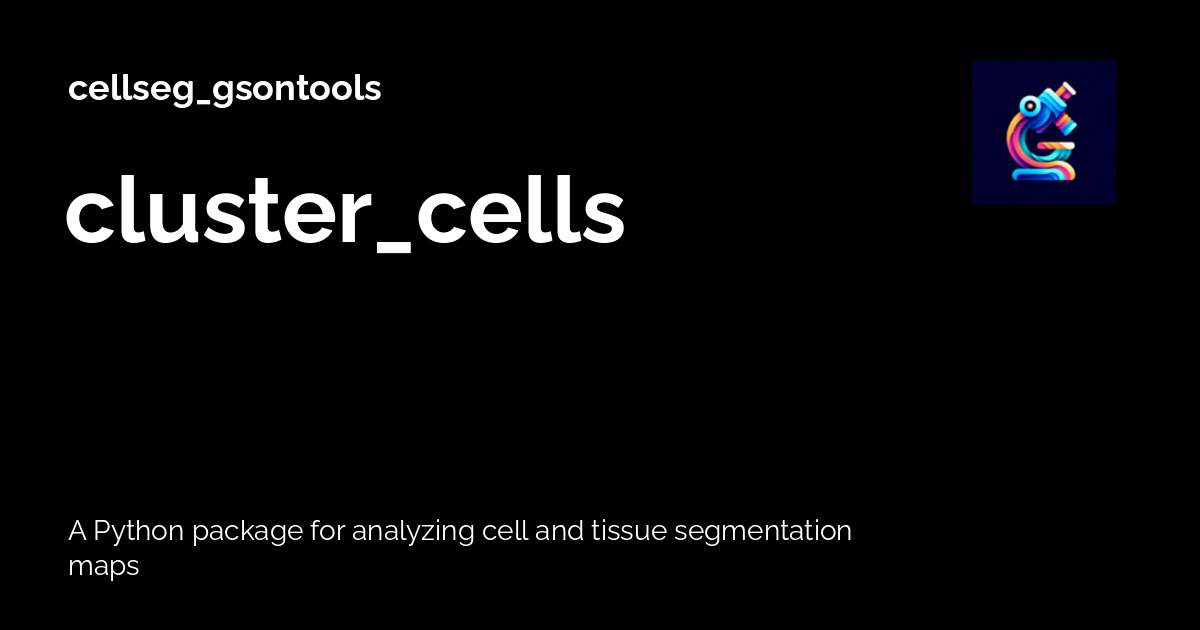 cellseg_gsontools
cluster_cells
A Python package for analyzing cell and tissue segmentation
maps